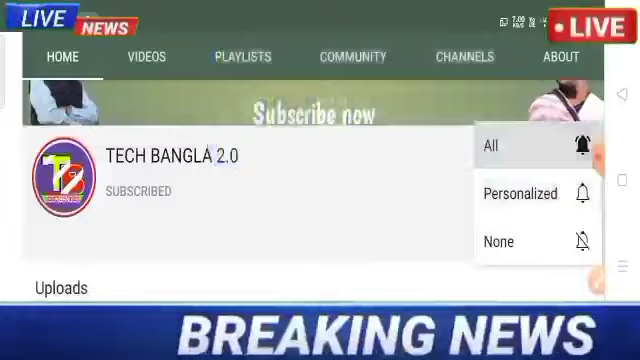 LIVE
NEWS
LIVE
HOME VIDEOS PLAYLISTS COMMUNITY CHANNELS ABOUT
Subscribe now
TECH BANGLA 2.0
SUBSCRIBED
All
Personalized
None
Uploads
BREAKING NEWS